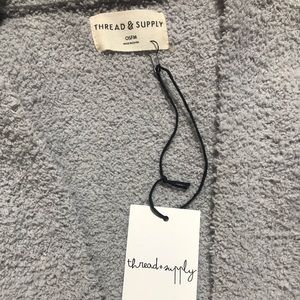 THREAD & SUPPLY
OSFM
thread+supply